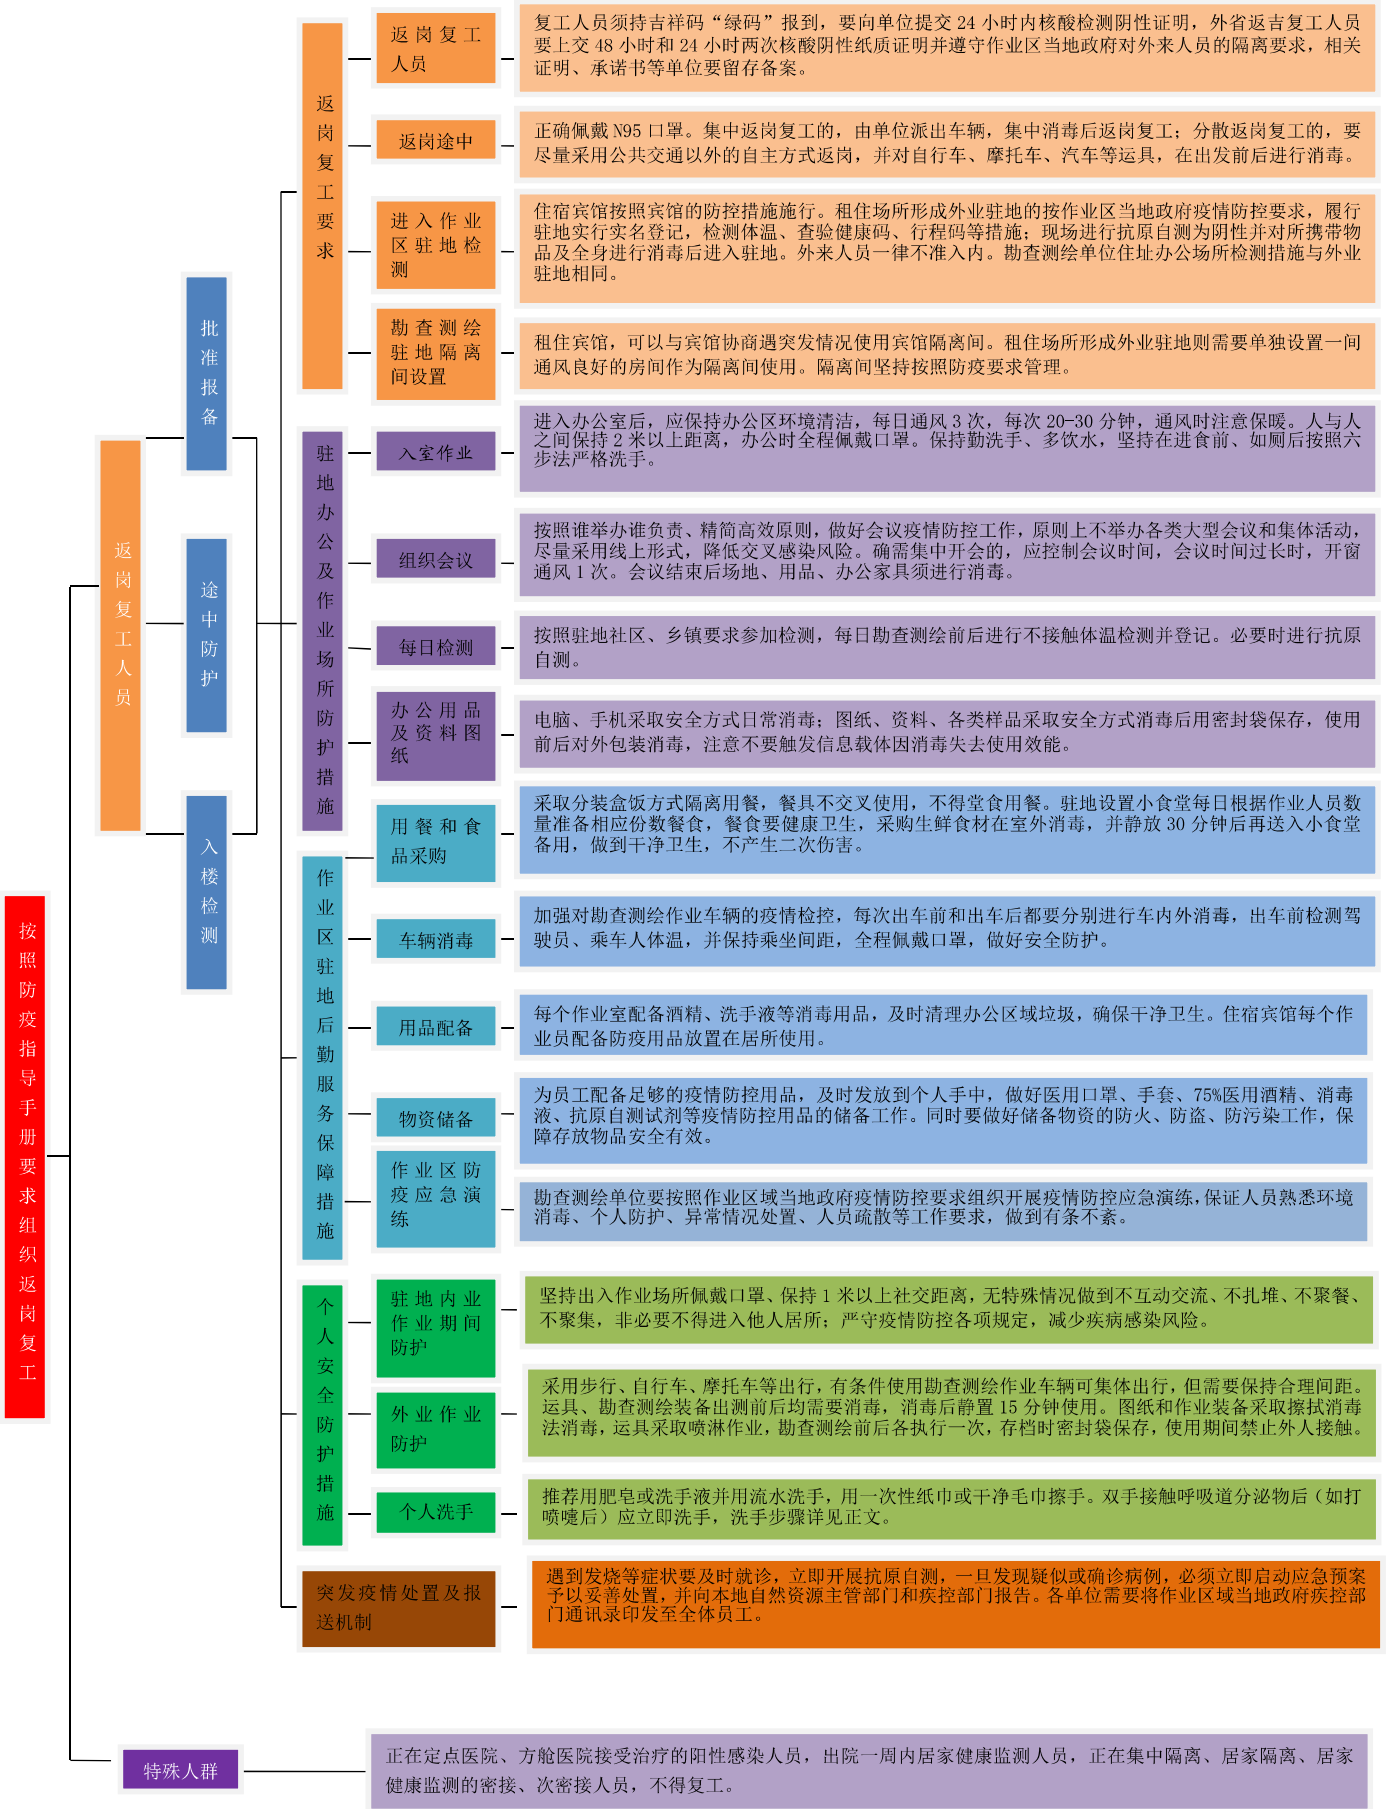 按照防疫指导手册要求组织返岗复工
返岗复工人员
批准报备
途中防护
入楼检测
返岗复工要求
返岗复工
人员
复工人员须持吉祥码“绿码”报到，要向单位提交 24 小时内核酸检测阴性证明，外省返吉复工人员
要上交 48 小时和 24 小时两次核酸阴性纸质证明并遵守作业区当地政府对外来人员的隔离要求，相关
证明、承诺书等单位要留存备案。
返岗途中
正确佩戴 N95 口罩。集中返岗复工的，由单位派出车辆，集中消毒后返岗复工；分散返岗复工的，要
尽量采用公共交通以外的自主方式返岗，并对自行车、摩托车、汽车等运具，在出发前后进行消毒。
进入作业
区驻地检
测
住宿宾馆按照宾馆的防控措施施行。租住场所形成外业驻地的按作业区当地政府疫情防控要求，履行
驻地实行实名登记，检测体温、查验健康码、行程码等措施；现场进行抗原自测为阴性并对所携带物
品及全身进行消毒后进入驻地。外来人员一律不准入内。勘查测绘单位住址办公场所检测措施与外业
驻地相同。
勘查测绘
驻地隔离
间设置
租住宾馆，可以与宾馆协商遇突发情况使用宾馆隔离间。租住场所形成外业驻地则需要单独设置一间
通风良好的房间作为隔离间使用。隔离间坚持按照防疫要求管理。
驻地办公及作业场所防护措施
入室作业
进入办公室后，应保持办公区环境清洁，每日通风 3 次，每次 20-30 分钟，通风时注意保暖。人与人
之间保持 2 米以上距离，办公时全程佩戴口罩。保持勤洗手、多饮水，坚持在进食前、如厕后按照六
步法严格洗手。
组织会议
按照谁举办谁负责、精简高效原则，做好会议疫情防控工作，原则上不举办各类大型会议和集体活动，
尽量采用线上形式，降低交叉感染风险。确需集中开会的，应控制会议时间，会议时间过长时，开窗
通风 1 次。会议结束后场地、用品、办公家具须进行消毒。
每日检测
按照驻地社区、乡镇要求参加检测，每日勘查测绘前后进行不接触体温检测并登记。必要时进行抗原
自测。
办公用品
及资料图
纸
电脑、手机采取安全方式日常消毒；图纸、资料、各类样品采取安全方式消毒后用密封袋保存，使用
前后对外包装消毒，注意不要触发信息载体因消毒失去使用效能。
作业区驻地后勤服务保障措施
用餐和食
品采购
采取分装盒饭方式隔离用餐，餐具不交叉使用，不得堂食用餐。驻地设置小食堂每日根据作业人员数
量准备相应份数餐食，餐食要健康卫生，采购生鲜食材在室外消毒，并静放 30 分钟后再送入小食堂
备用，做到干净卫生，不产生二次伤害。
车辆消毒
加强对勘查测绘作业车辆的疫情检控，每次出车前和出车后都要分别进行车内外消毒，出车前检测驾
驶员、乘车人体温，并保持乘坐间距，全程佩戴口罩，做好安全防护。
用品配备
每个作业室配备酒精、洗手液等消毒用品，及时清理办公区域垃圾，确保干净卫生。住宿宾馆每个作
业员配备防疫用品放置在居所使用。
物资储备
为员工配备足够的疫情防控用品，及时发放到个人手中，做好医用口罩、手套、75%医用酒精、消毒
液、抗原自测试剂等疫情防控用品的储备工作。同时要做好储备物资的防火、防盗、防污染工作，保
障存放物品安全有效。
作业区防
疫应急演
练
勘查测绘单位要按照作业区域当地政府疫情防控要求组织开展疫情防控应急演练，保证人员熟悉环境
消毒、个人防护、异常情况处置、人员疏散等工作要求，做到有条不紊。
个人安全防护措施
驻地内业
作业期间
防护
坚持出入作业场所佩戴口罩、保持 1 米以上社交距离，无特殊情况做到不互动交流、不扎堆、不聚餐、
不聚集，非必要不得进入他人居所；严守疫情防控各项规定，减少疾病感染风险。
外业作业
防护
采用步行、自行车、摩托车等出行，有条件使用勘查测绘作业车辆可集体出行，但需要保持合理间距。
运具、勘查测绘装备出测前后均需要消毒，消毒后静置 15 分钟使用。图纸和作业装备采取擦拭消毒
法消毒，运具采取喷淋作业，勘查测绘前后各执行一次，存档时密封袋保存，使用期间禁止外人接触。
个人洗手
推荐用肥皂或洗手液并用流水洗手，用一次性纸巾或干净毛巾擦手。双手接触呼吸道分泌物后（如打
喷嚏后）应立即洗手，洗手步骤详见正文。
突发疫情处置及报
送机制
遇到发烧等症状要及时就诊，立即开展抗原自测，一旦发现疑似或确诊病例，必须立即启动应急预案
予以妥善处置，并向本地自然资源主管部门和疾控部门报告。各单位需要将作业区域当地政府疾控部
门通讯录印发至全体员工。
特殊人群
正在定点医院、方舱医院接受治疗的阳性感染人员，出院一周内居家健康监测人员，正在集中隔离、居家隔离、居家
健康监测的密接、次密接人员，不得复工。